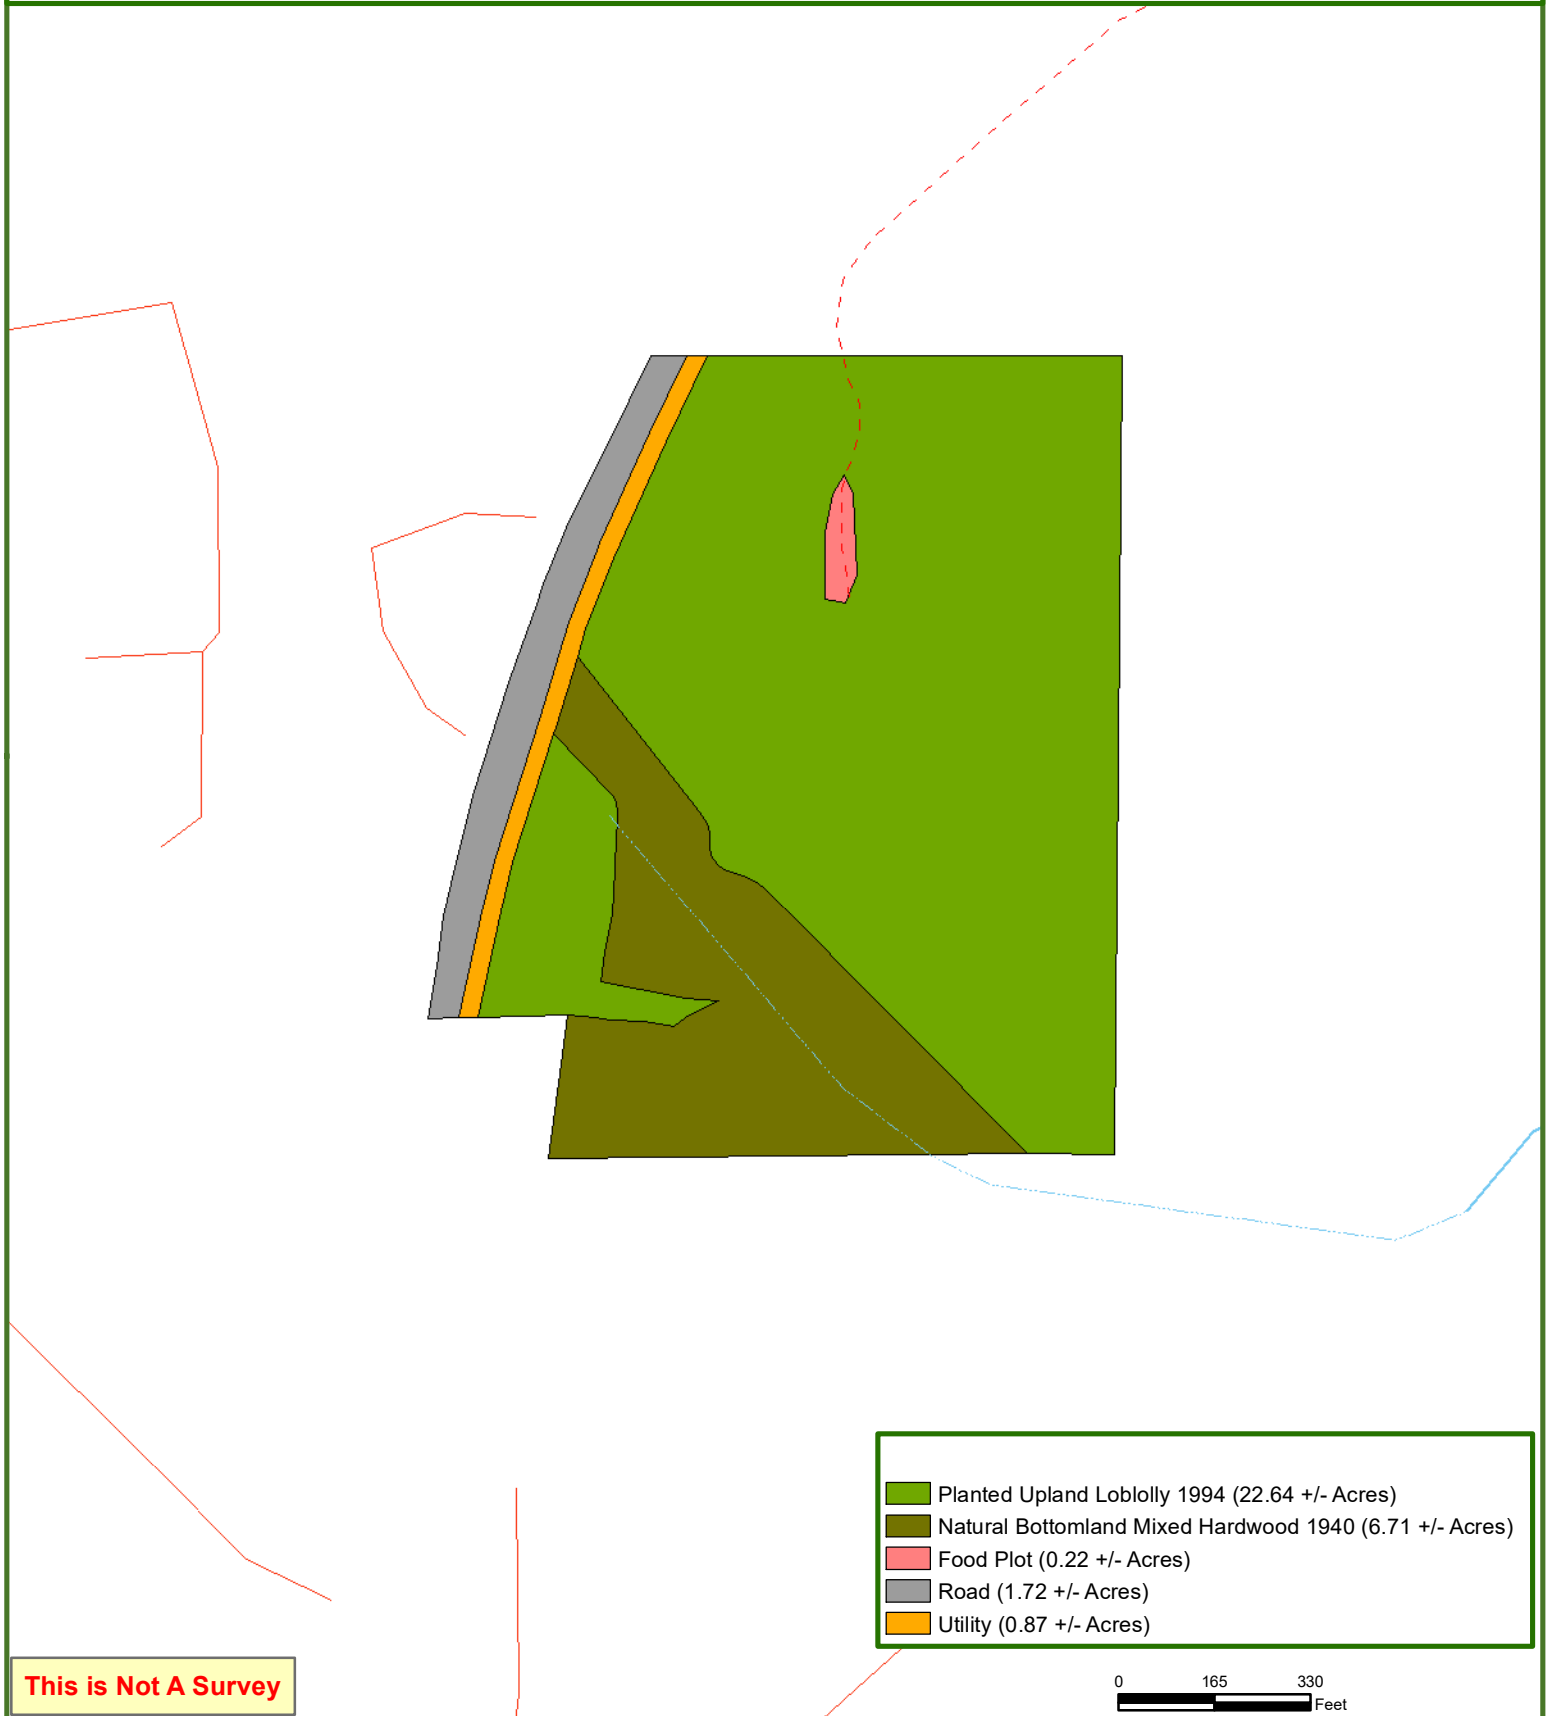 Planted Upland Loblolly 1994 (22.64 +/- Acres)
Natural Bottomland Mixed Hardwood 1940 (6.71 +/- Acres)
Food Plot (0.22 +/- Acres)
Road (1.72 +/- Acres)
Utility (0.87 +/- Acres)
This is Not A Survey
0 165 330
Feet